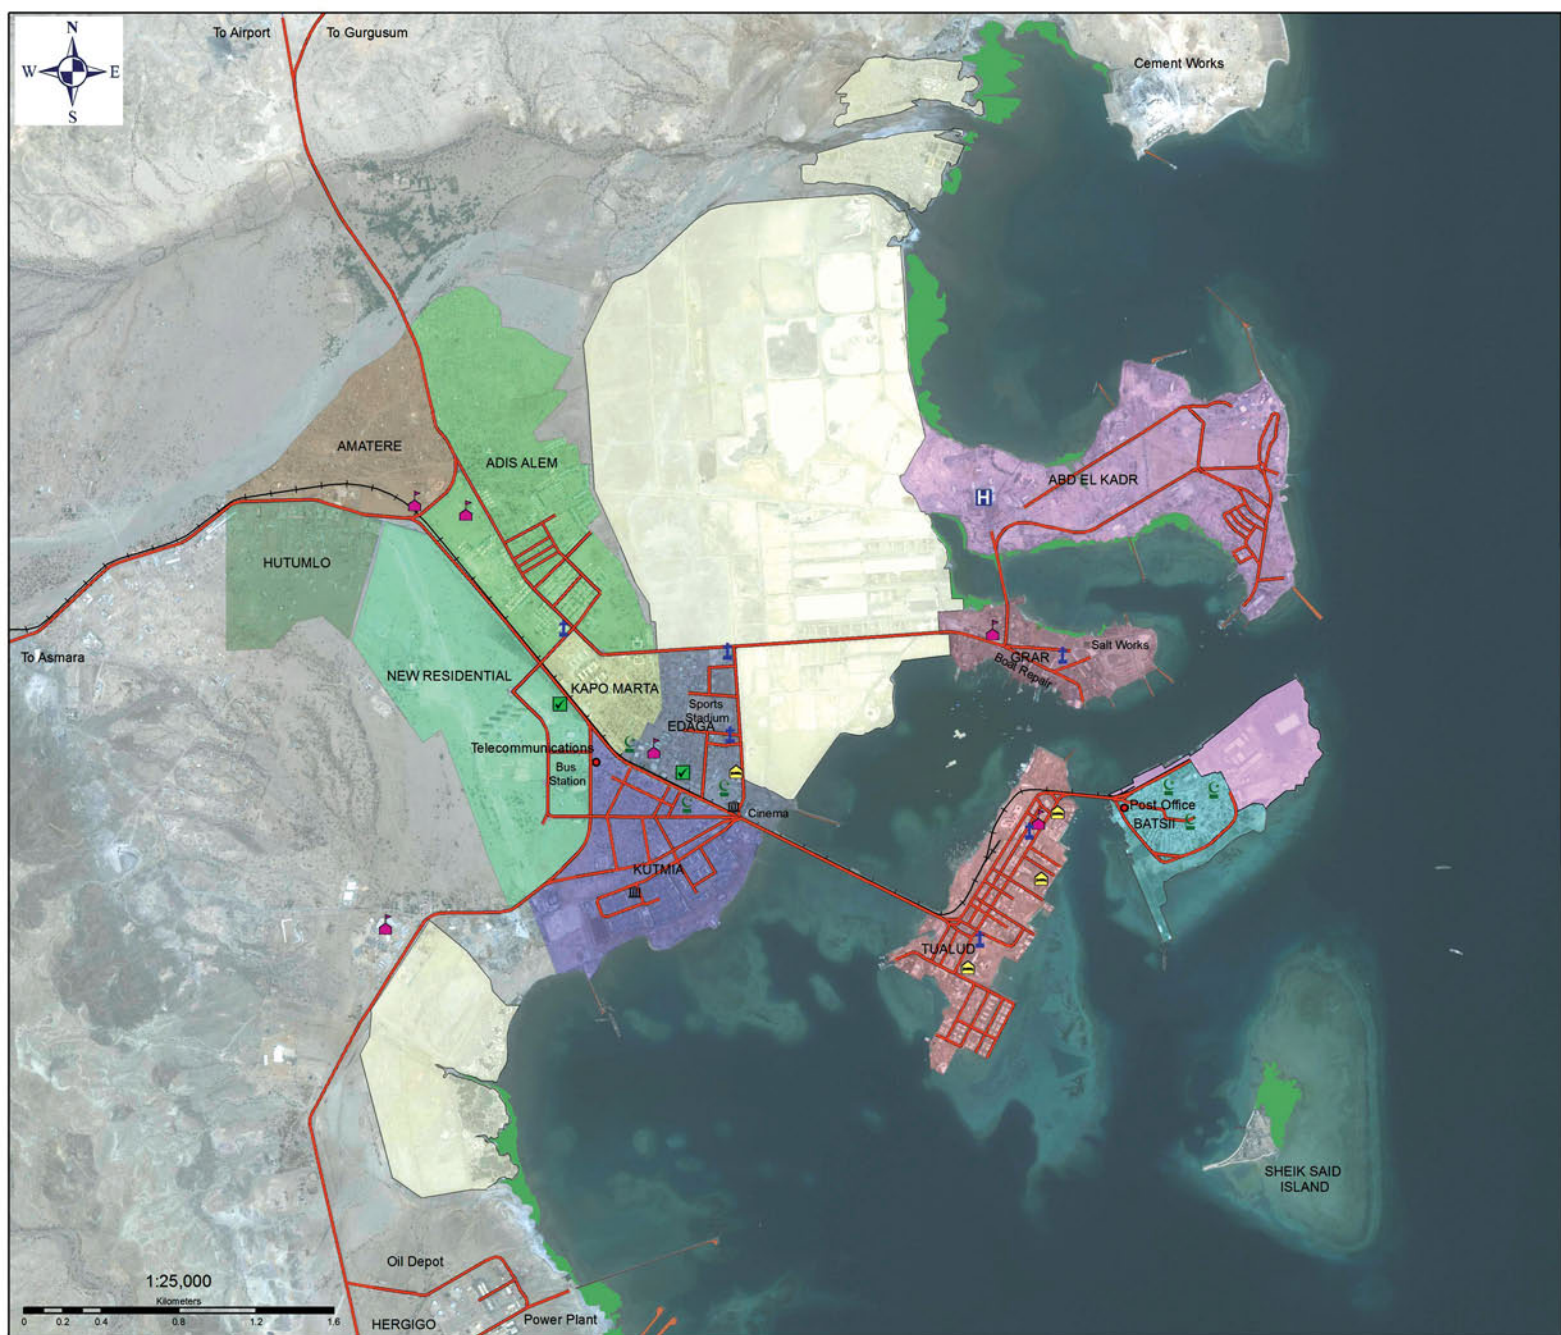 N
W
E
S
To Airport
To Gurgusum
Cement Works
AMATERE
ADIS ALEM
ABD EL KADR
H
HUTUMLO
To Asmara
NEW RESIDENTIAL
KAPO MARTA
Sports
Stadium
EDAGA
GRAR
Salt Works
Boat Repair
Telecommunications
Bus
Station
Cinema
Post Office
BATSII
KUTMIA
TUALUD
SHEIK SAID
ISLAND
Oil Depot
1:25,000
Kilometers
0 0.2 0.4 0.8 1.2 1.6
HERGIGO
Power Plant